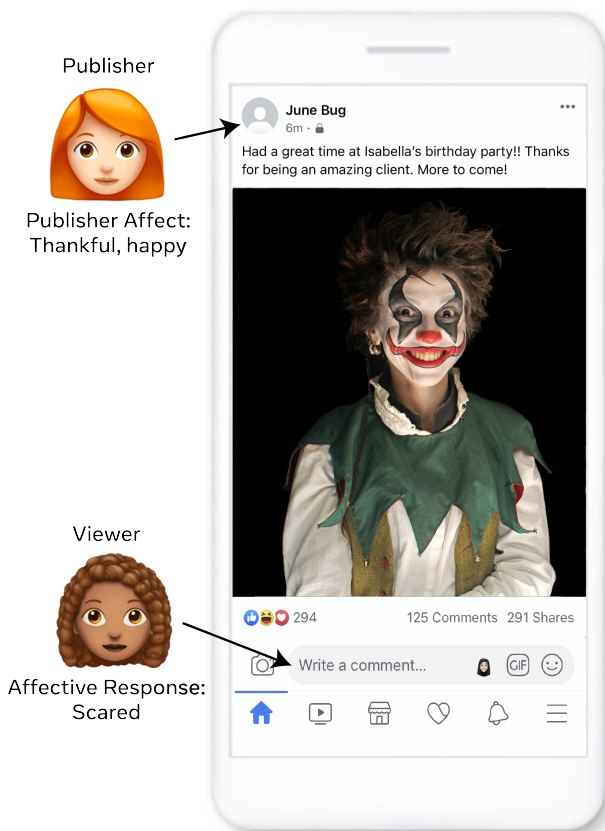 Publisher
Publisher Affect:
Thankful, happy
June Bug
6m ·
Had a great time at Isabella's birthday party!! Thanks
for being an amazing client. More to come!
Viewer
Affective Response:
Scared
294
125 Comments 291 Shares
Write a comment...
GIF